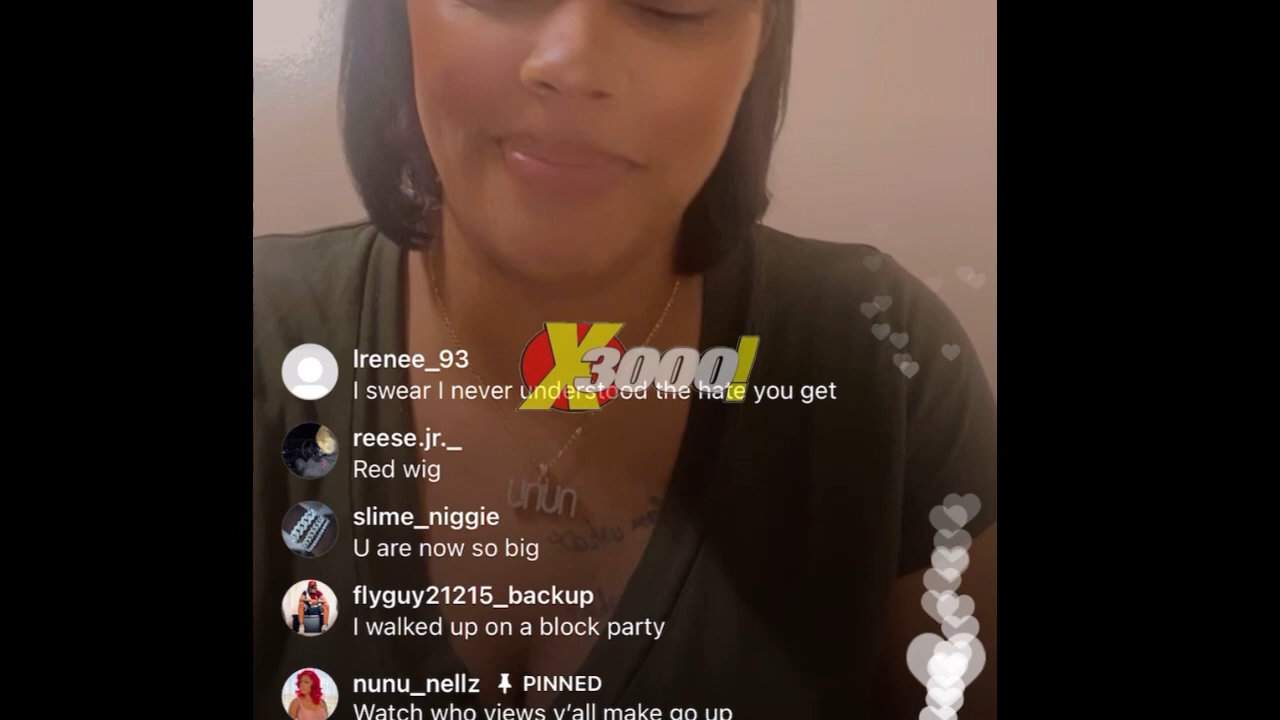 X3000!
lrenee_93
I swear I never understood the hate you get
reese.jr._
Red wig
slime_niggie
U are now so big
flyguy21215_backup
I walked up on a block party
nunu_nellz PINNED
Watch who views y'all make go up